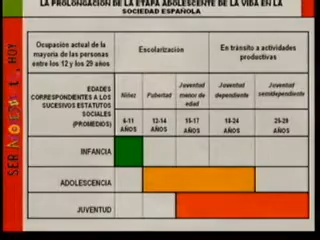 LA PROLONGACIÓN DE LA ETAPA ADOLESCENTE DE LA VIDA EN LA
SOCIEDAD ESPAÑOLA
Ocupación actual de la
mayoría de las personas
entre los 12 y los 29 años
Escolarización
En tránsito a actividades
productivas
EDADES
CORRESPONDIENTES A LOS
SUCESIVOS ESTATUTOS
SOCIALES
(PROMEDIOS)
Niñez
Pubertad
Juventud
menor de
edad
Juventud
dependiente
Juventud
semidependiente
6-11
AÑOS
12-14
AÑOS
15-17
AÑOS
18-24
AÑOS
25-29
AÑOS
INFANCIA
ADOLESCENCIA
JUVENTUD
SER
HOY